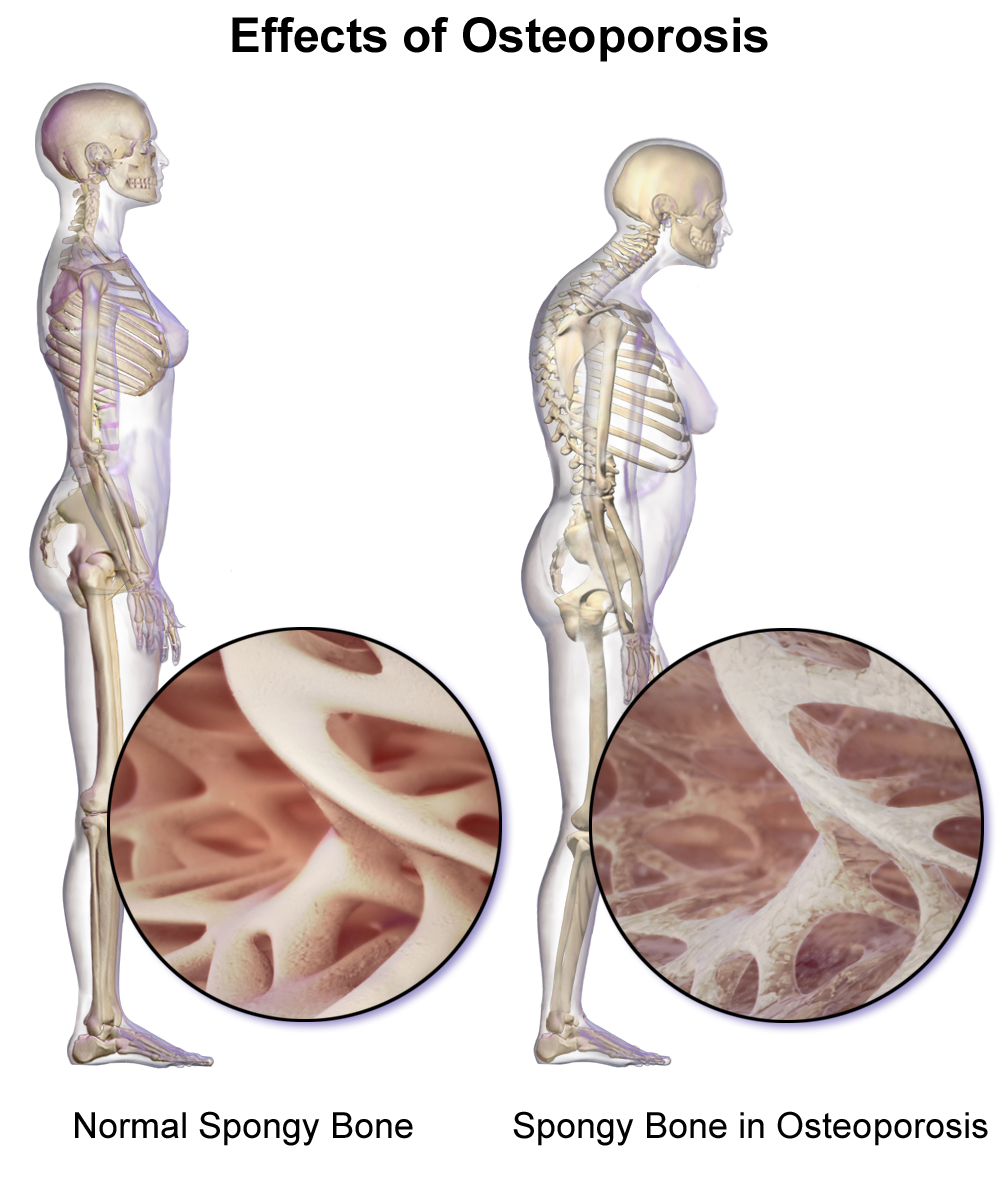 Effects of Osteoporosis
Normal Spongy Bone
Spongy Bone in Osteoporosis